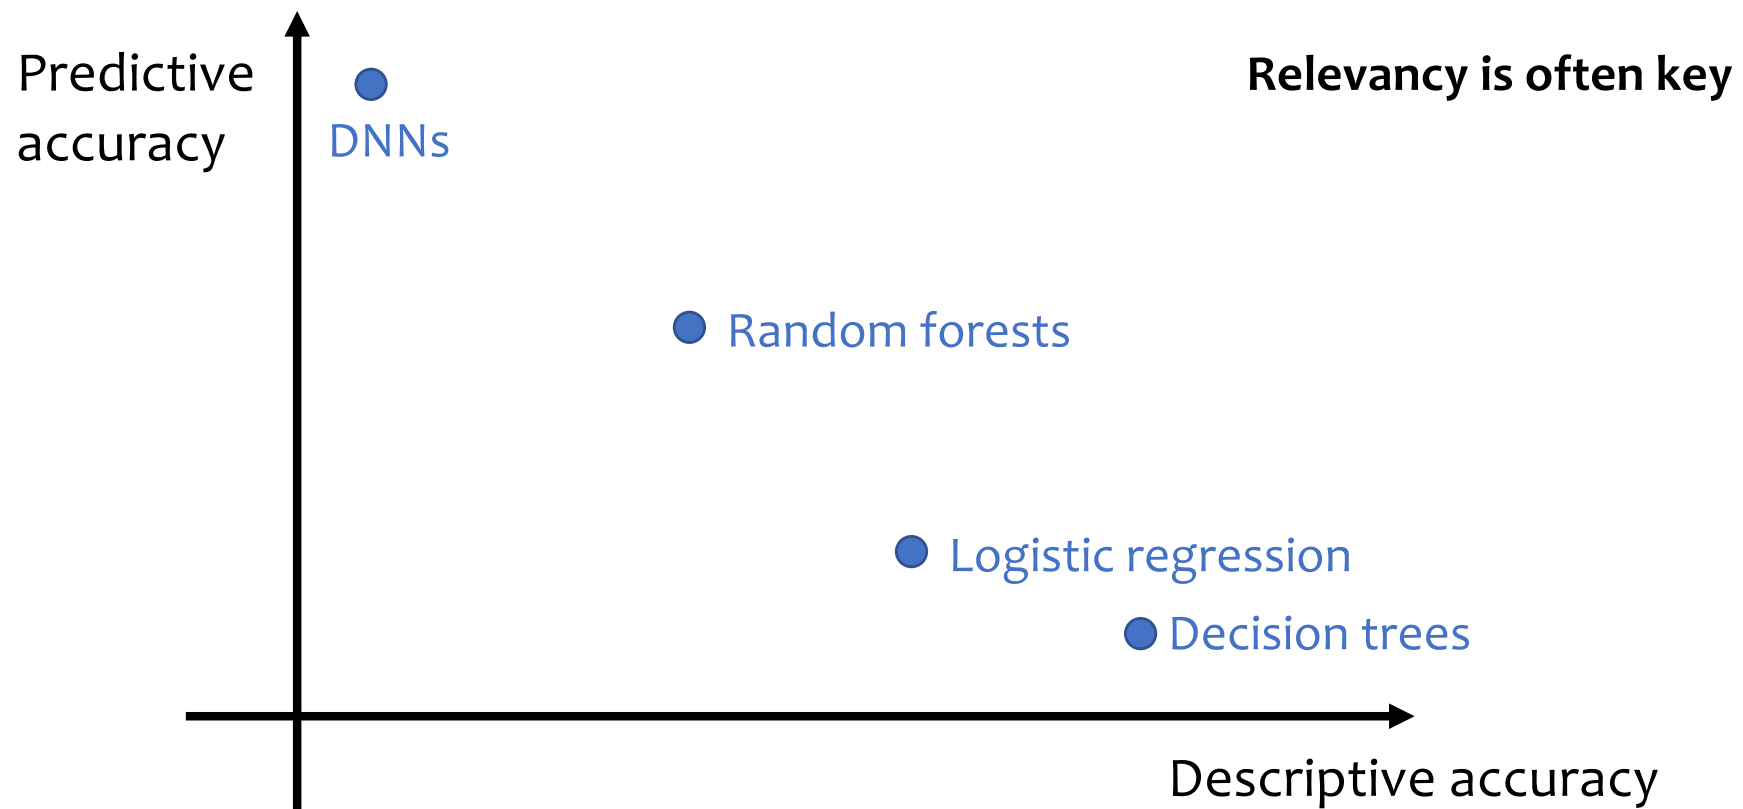 Predictive
accuracy
Relevancy is often key
DNNs
Random forests
Logistic regression
Decision trees
Descriptive accuracy